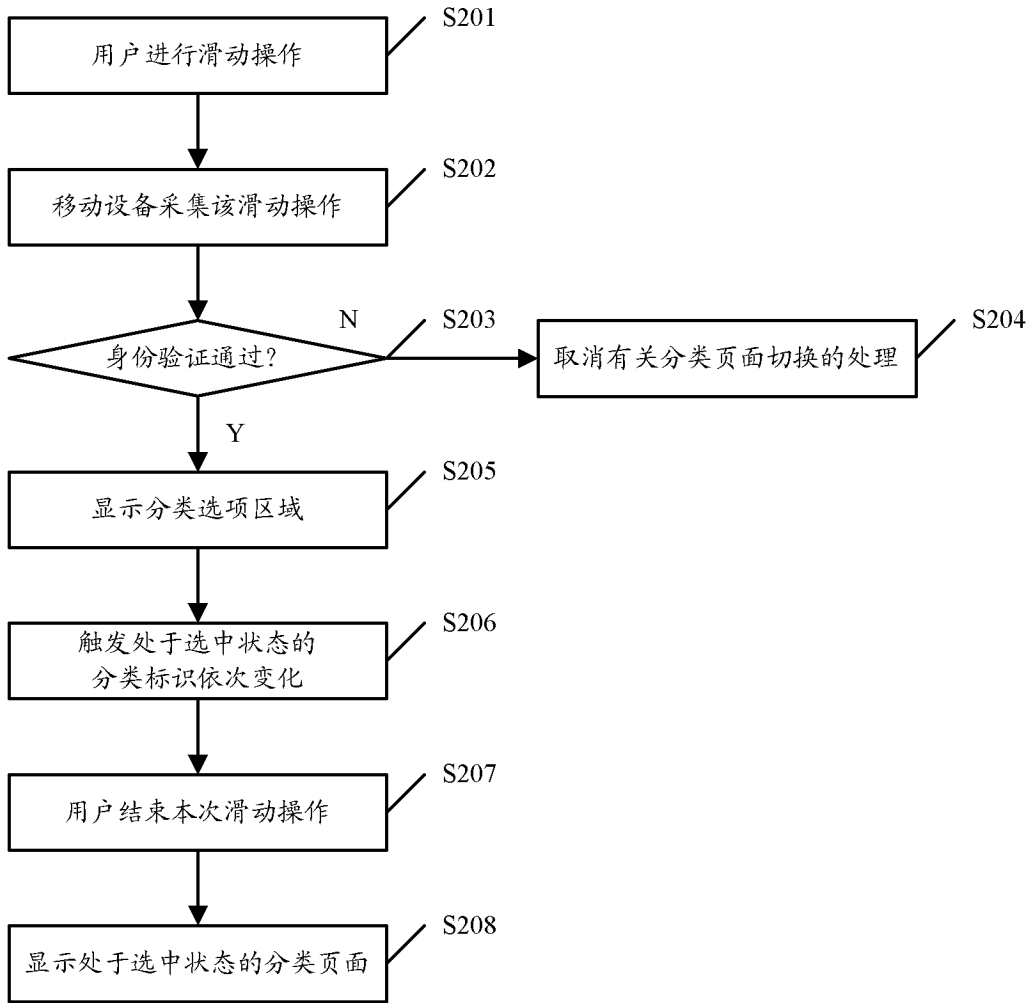 S201
用户进行滑动操作
S202
移动设备采集该滑动操作
N
S203
S204
身份验证通过?
取消有关分类页面切换的处理
Y
S205
显示分类选项区域
S206
触发处于选中状态的
分类标识依次变化
S207
用户结束本次滑动操作
S208
显示处于选中状态的分类页面